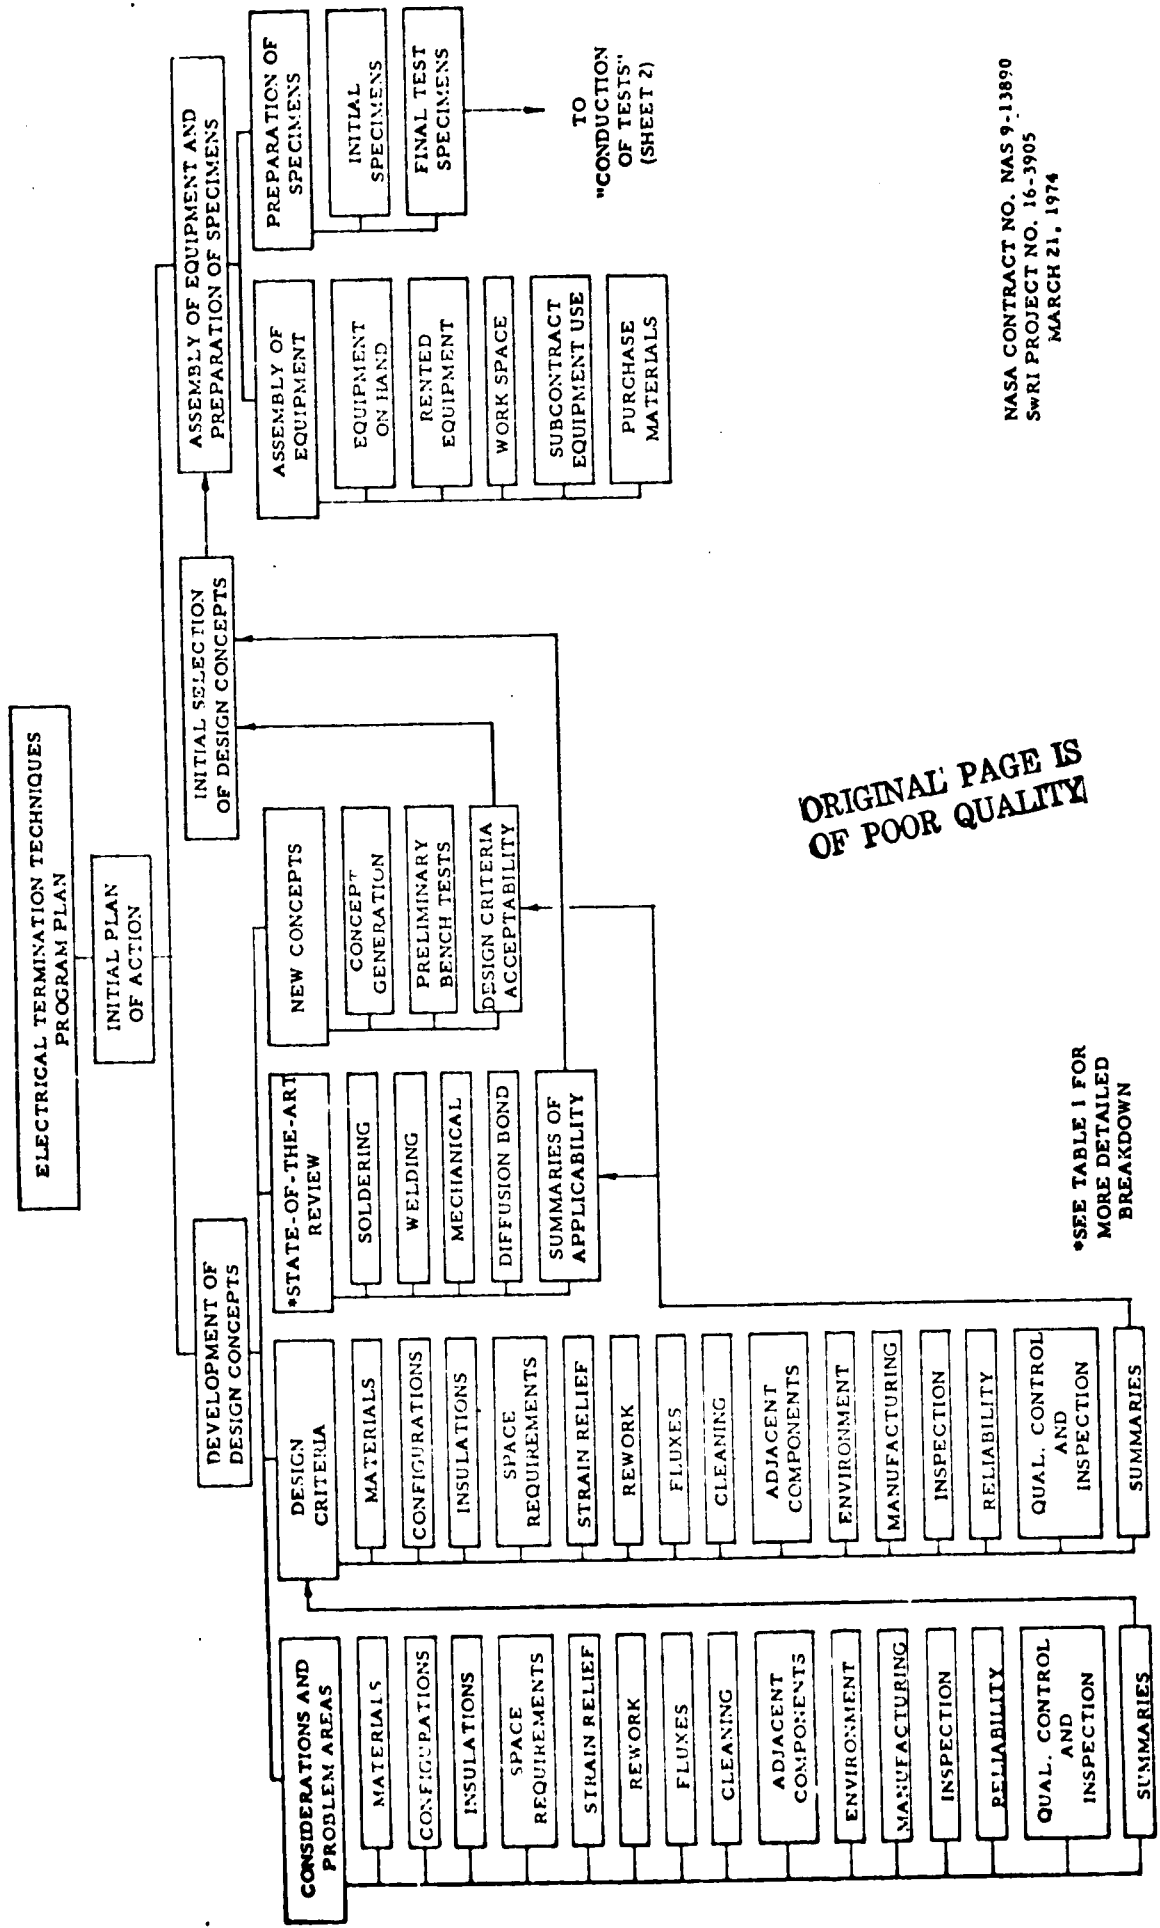 ELECTRICAL TERMINATION TECHNIQUES
PROGRAM PLAN
INITIAL PLAN
OF ACTION
DEVELOPMENT OF
DESIGN CONCEPTS
INITIAL SELECTION
OF DESIGN CONCEPTS
ASSEMBLY OF EQUIPMENT AND
PREPARATION OF SPECIMENS
CONSIDERATIONS AND
PROBLEM AREAS
MATERIALS
CONFIGURATIONS
INSULATIONS
SPACE
REQUIREMENTS
STRAIN RELIEF
REWORK
FLUXES
CLEANING
ADJACENT
COMPONENTS
ENVIRONMENT
MANUFACTURING
INSPECTION
RELIABILITY
QUAL. CONTROL
AND
INSPECTION
SUMMARIES
DESIGN
CRITERIA
MATERIALS
CONFIGURATIONS
INSULATIONS
SPACE
REQUIREMENTS
STRAIN RELIEF
REWORK
FLUXES
CLEANING
ADJACENT
COMPONENTS
ENVIRONMENT
MANUFACTURING
INSPECTION
RELIABILITY
QUAL. CONTROL
AND
INSPECTION
SUMMARIES
*STATE-OF-THE-ART
REVIEW
SOLDERING
WELDING
MECHANICAL
DIFFUSION BOND
SUMMARIES OF
APPLICABILITY
NEW CONCEPTS
CONCEPT
GENERATION
PRELIMINARY
BENCH TESTS
DESIGN CRITERIA
ACCEPTABILITY
ASSEMBLY OF
EQUIPMENT
EQUIPMENT
ON HAND
RENTED
EQUIPMENT
WORK SPACE
SUBCONTRACT
EQUIPMENT USE
PURCHASE
MATERIALS
PREPARATION OF
SPECIMENS
INITIAL
SPECIMENS
FINAL TEST
SPECIMENS
TO
"CONDUCTION
OF TESTS"
(SHEET 2)
*SEE TABLE 1 FOR
MORE DETAILED
BREAKDOWN
ORIGINAL PAGE IS
OF POOR QUALITY
NASA CONTRACT NO. NAS 9-13890
SwRI PROJECT NO. 16-3905
MARCH 21, 1974